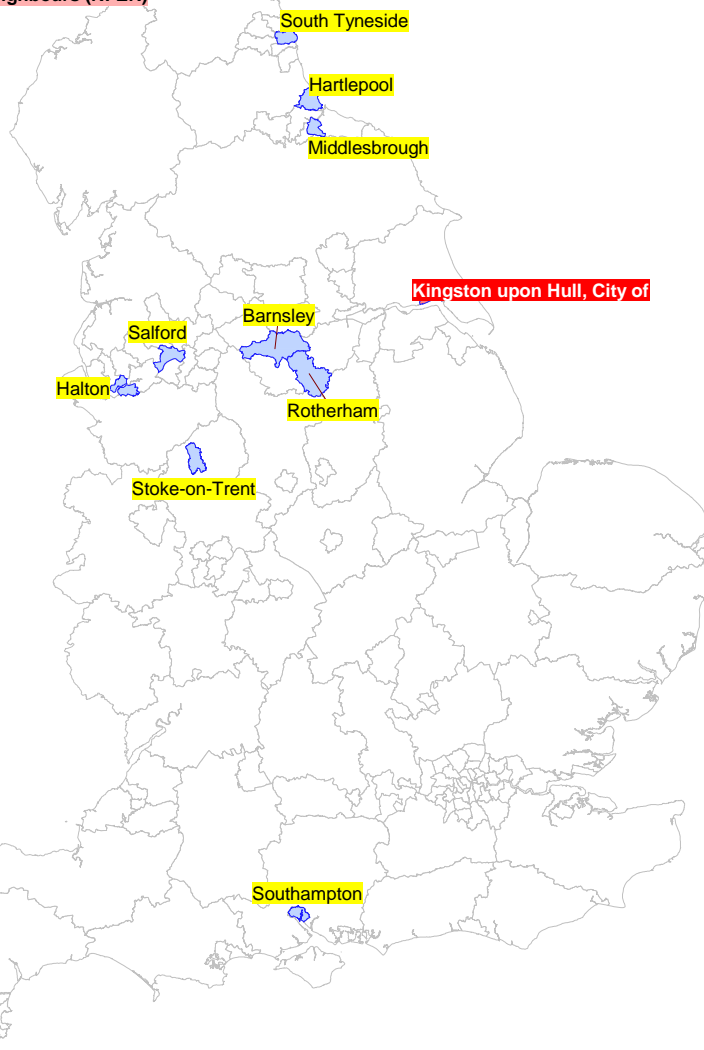 South Tyneside
Hartlepool
Middlesbrough
Kingston upon Hull, City of
Barnsley
Salford
Halton
Rotherham
Stoke-on-Trent
Southampton